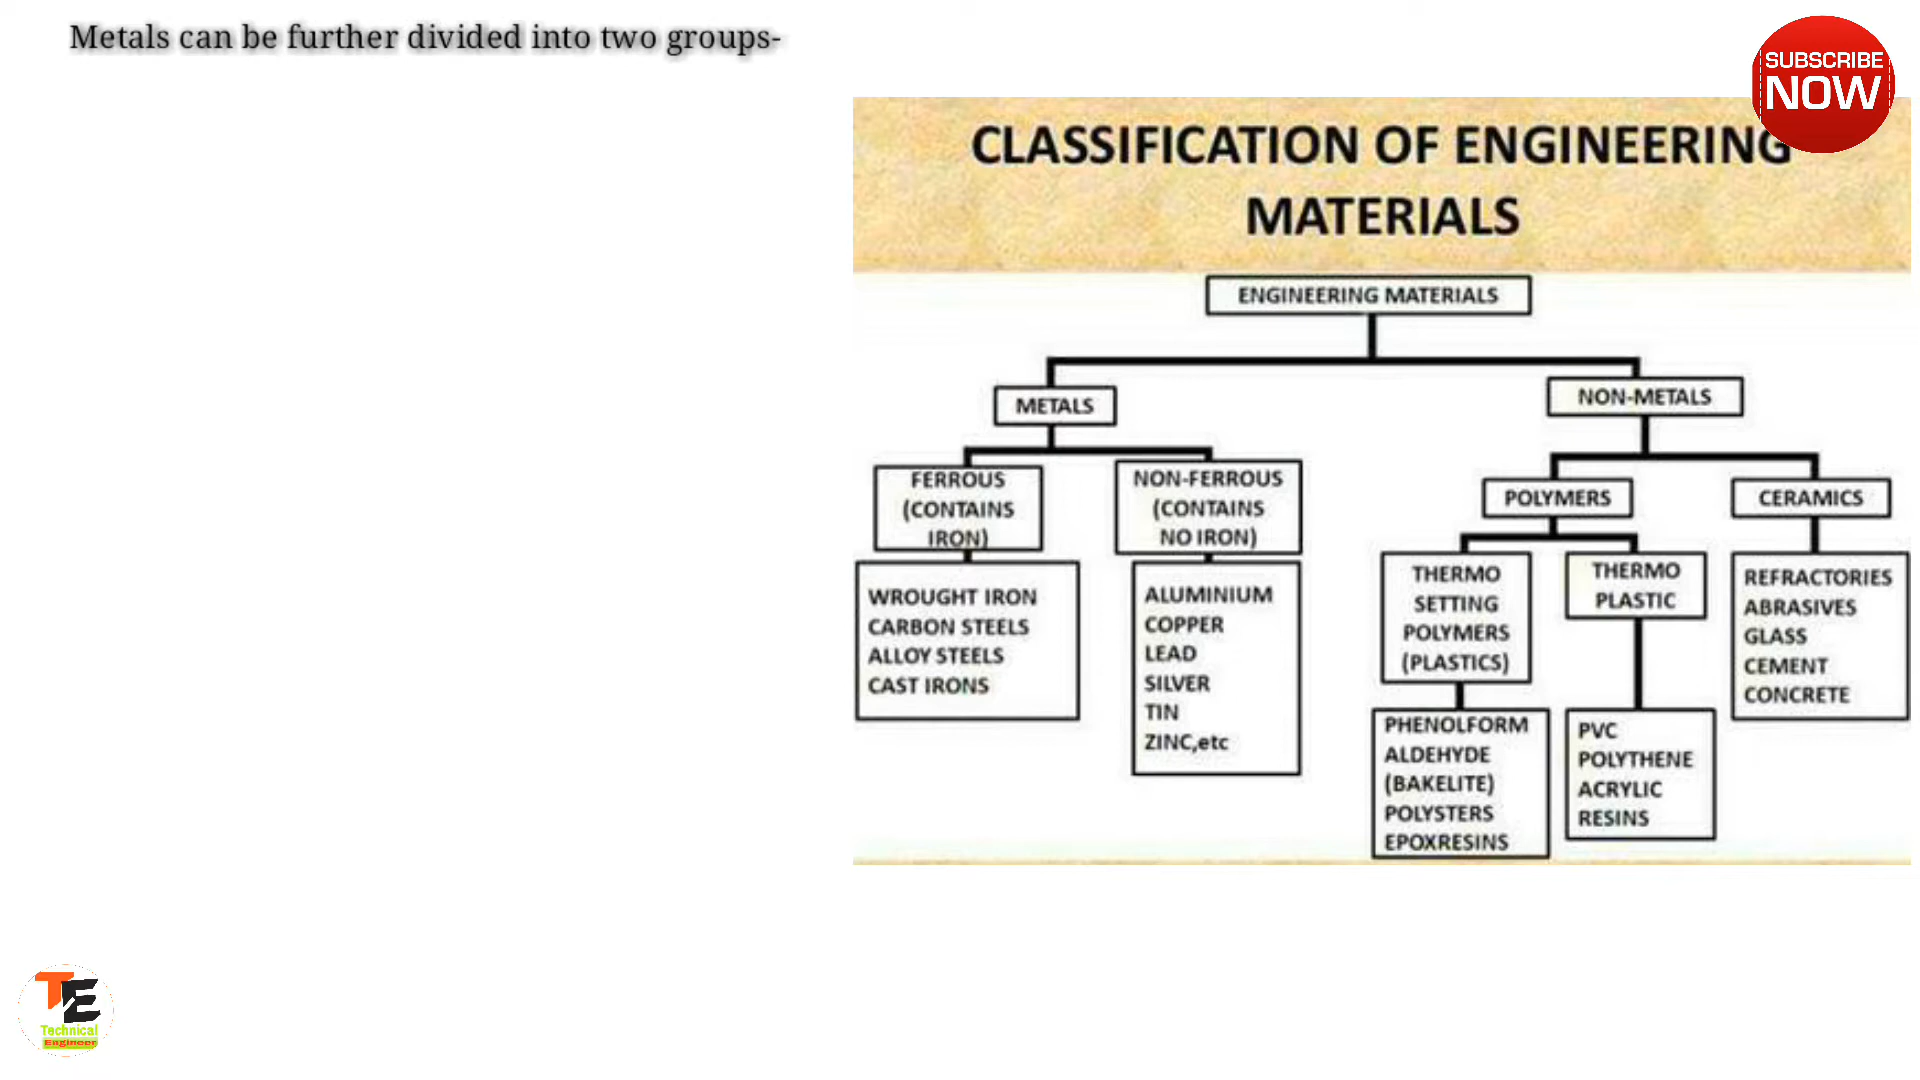 Metals can be further divided into two groups-
SUBSCRIBE
NOW
CLASSIFICATION OF ENGINEERING
MATERIALS
ENGINEERING MATERIALS
METALS
NON-METALS
FERROUS
(CONTAINS
IRON)
NON-FERROUS
(CONTAINS
NO IRON)
POLYMERS
CERAMICS
WROUGHT IRON
CARBON STEELS
ALLOY STEELS
CAST IRONS
ALUMINIUM
COPPER
LEAD
SILVER
TIN
ZINC,etc
THERMO
SETTING
POLYMERS
(PLASTICS)
THERMO
PLASTIC
REFRACTORIES
ABRASIVES
GLASS
CEMENT
CONCRETE
PHENOLFORM
ALDEHYDE
(BAKELITE)
POLYSTERS
EPOXRESINS
PVC
POLYTHENE
ACRYLIC
RESINS
TE
Technical
Engineer